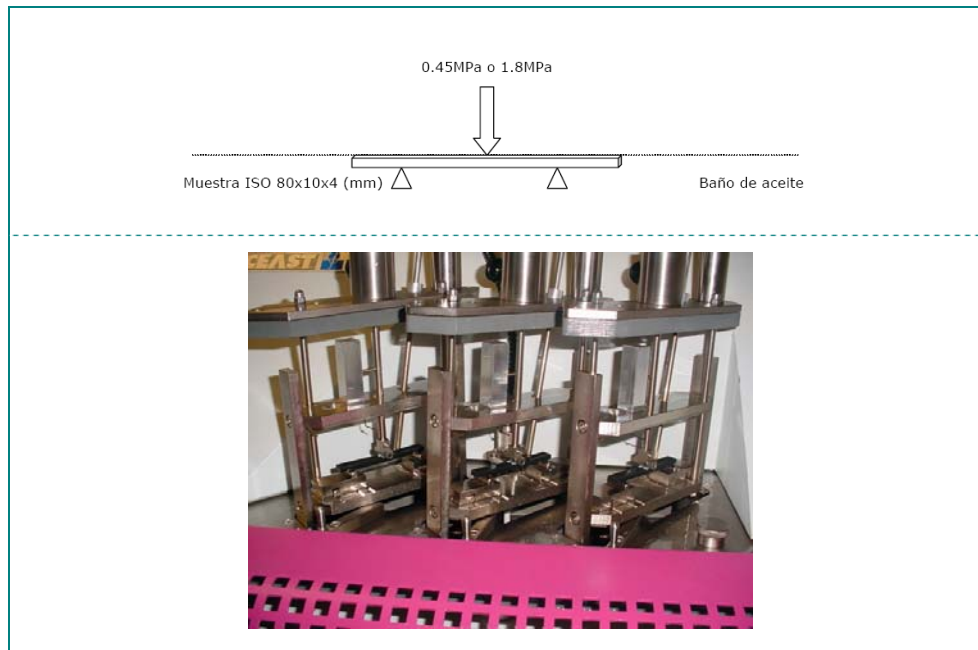 0.45MPa o 1.8MPa
Muestra ISO 80x10x4 (mm)
Baño de aceite
CEAST